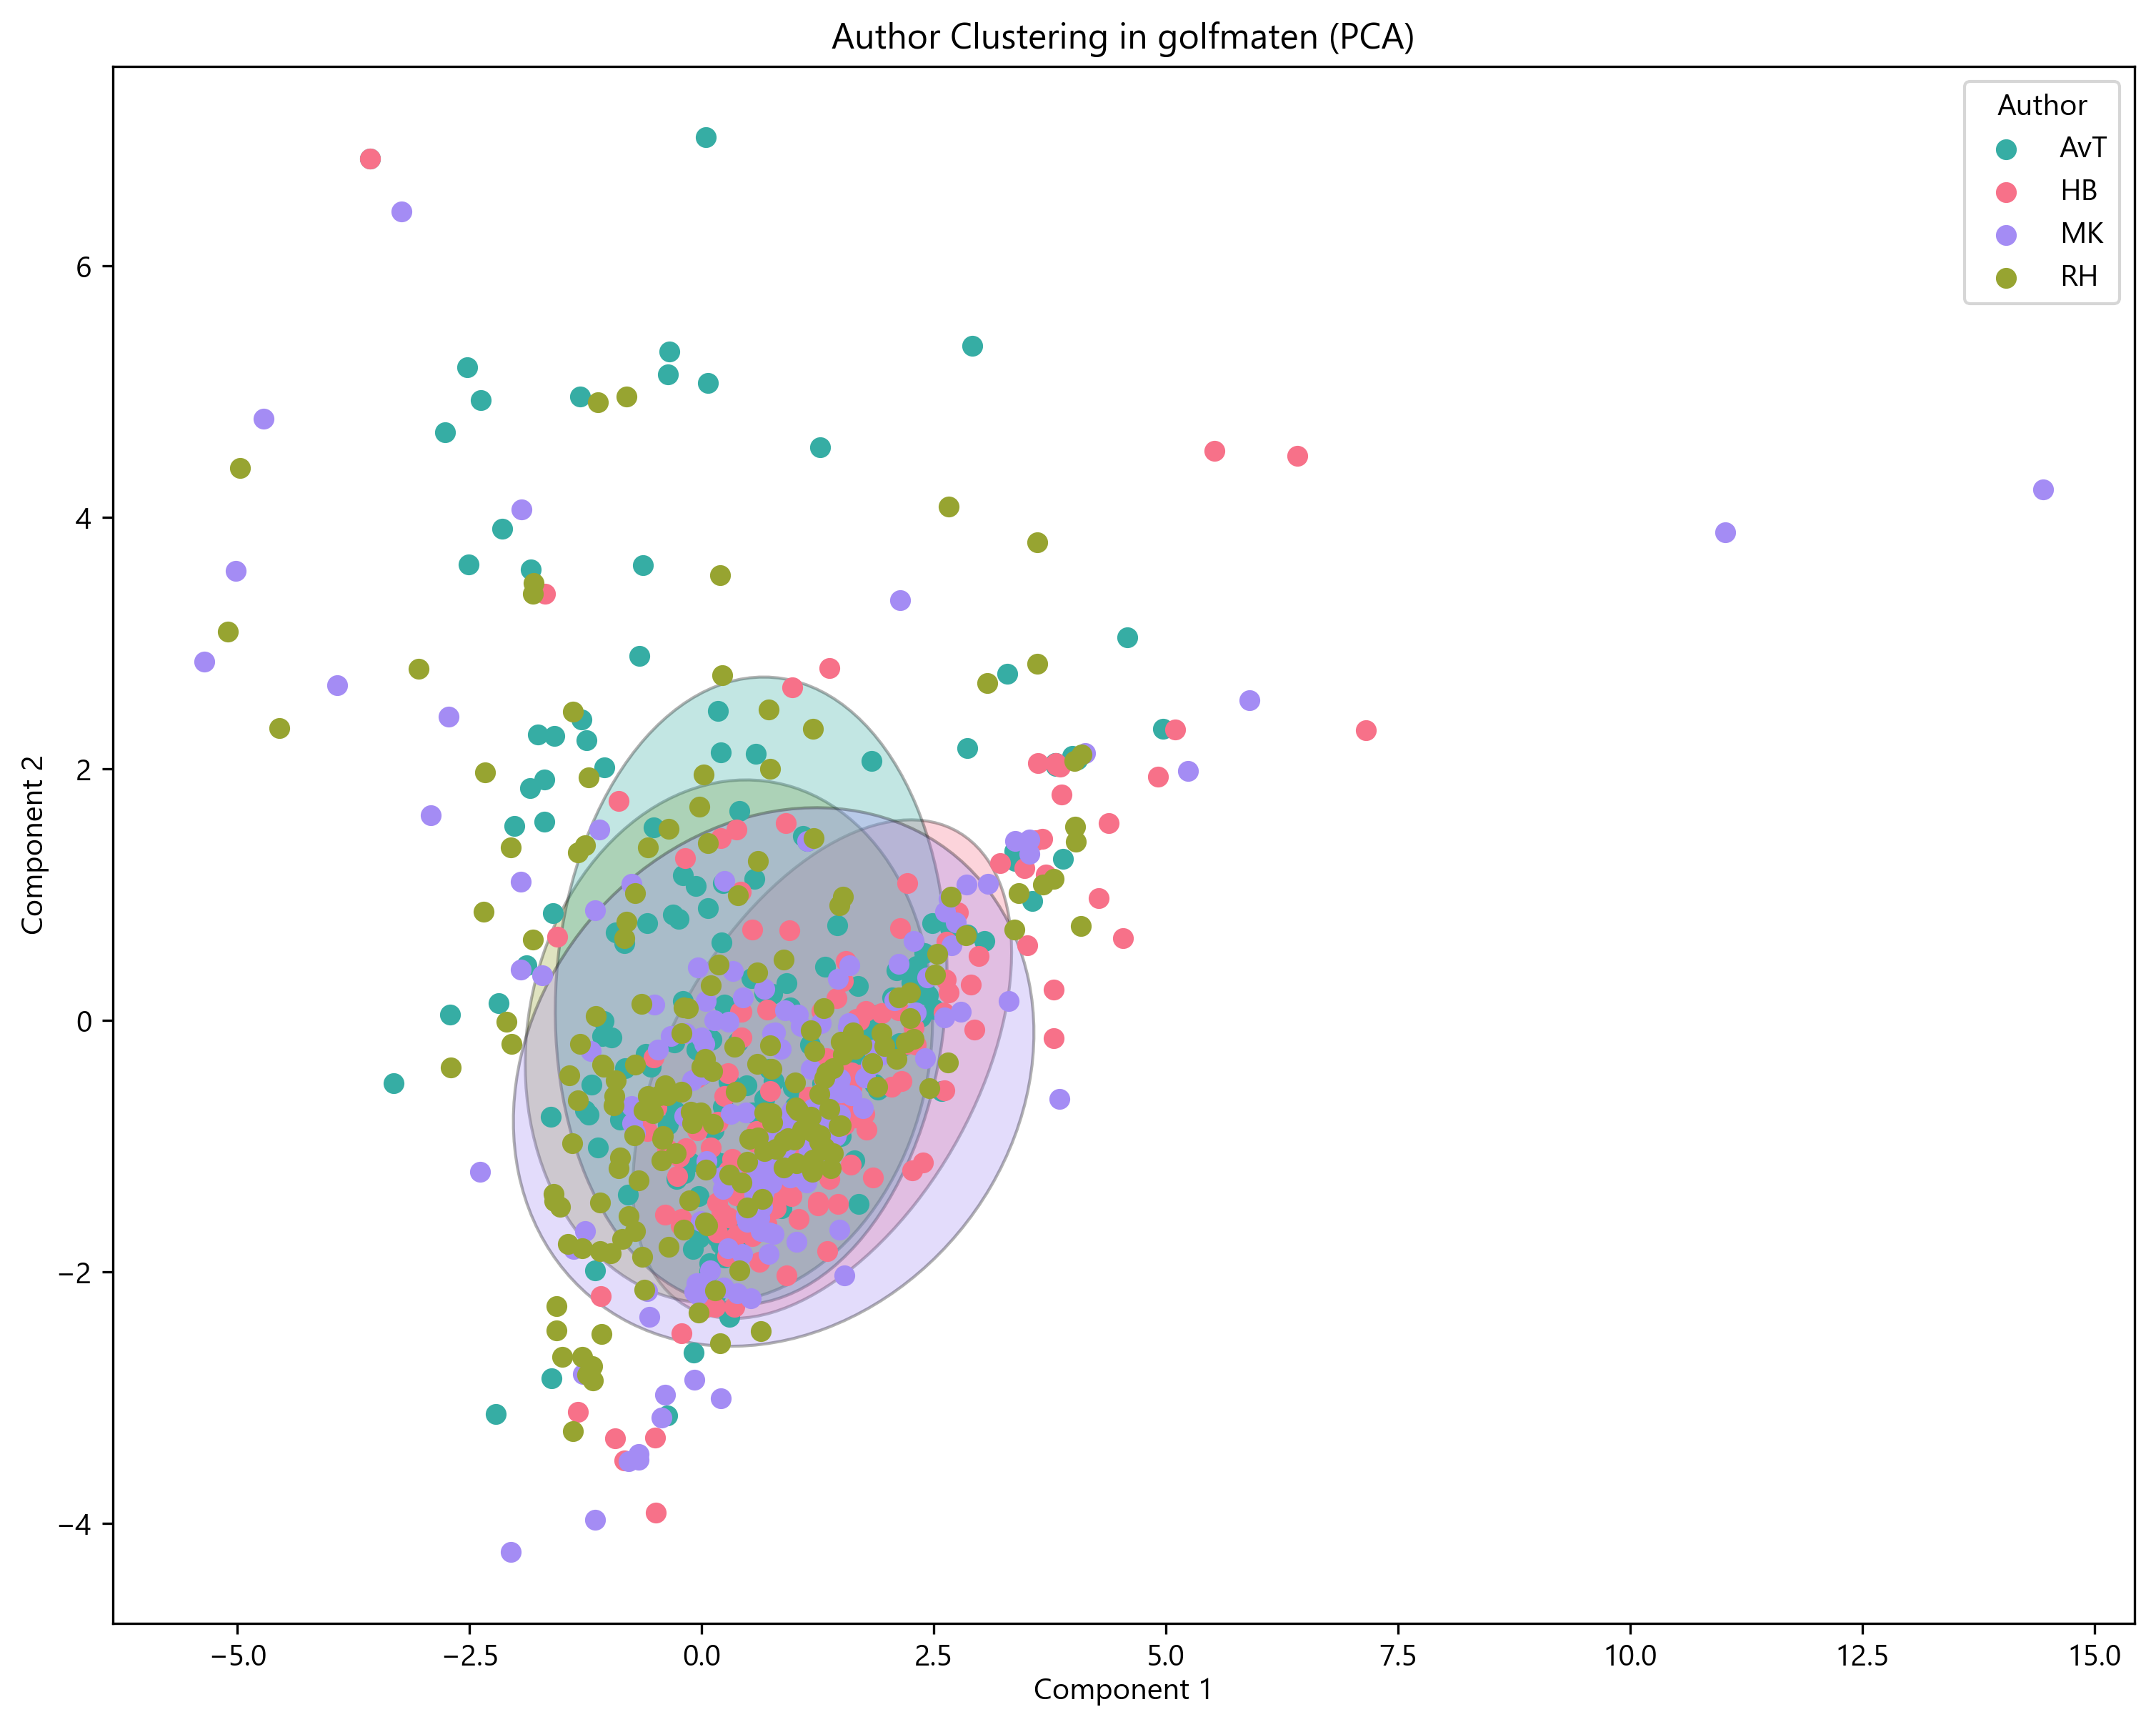 Author Clustering in golfmaten (PCA)
Author
AvT
HB
MK
RH
Component 2
6
4
2
0
−2
−4
−5.0
−2.5
0.0
2.5
5.0
7.5
10.0
12.5
15.0
Component 1